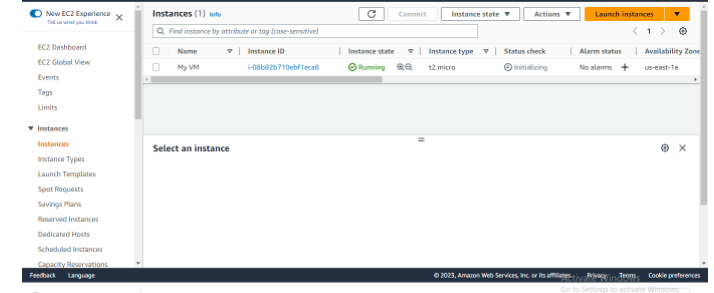 New EC2 Experience
Tell us what you think
EC2 Dashboard
EC2 Global View
Events
Tags
Limits
Instances
Instances
Instance Types
Launch Templates
Spot Requests
Savings Plans
Reserved Instances
Dedicated Hosts
Scheduled Instances
Capacity Reservations
Instances (1) Info
Connect Instance state Actions Launch instances
Find instance by attribute or tag (case-sensitive)
1
Name Instance ID Instance state Instance type Status check Alarm status Availability Zone
My VM i-08b82b710ebf1eca8 Running t2.micro Initializing No alarms + us-east-1e
Select an instance
Feedback Language © 2023, Amazon Web Services, Inc. or its affiliates. Privacy Terms Cookie preferences
Activate Windows
Go to Settings to activate Windows.